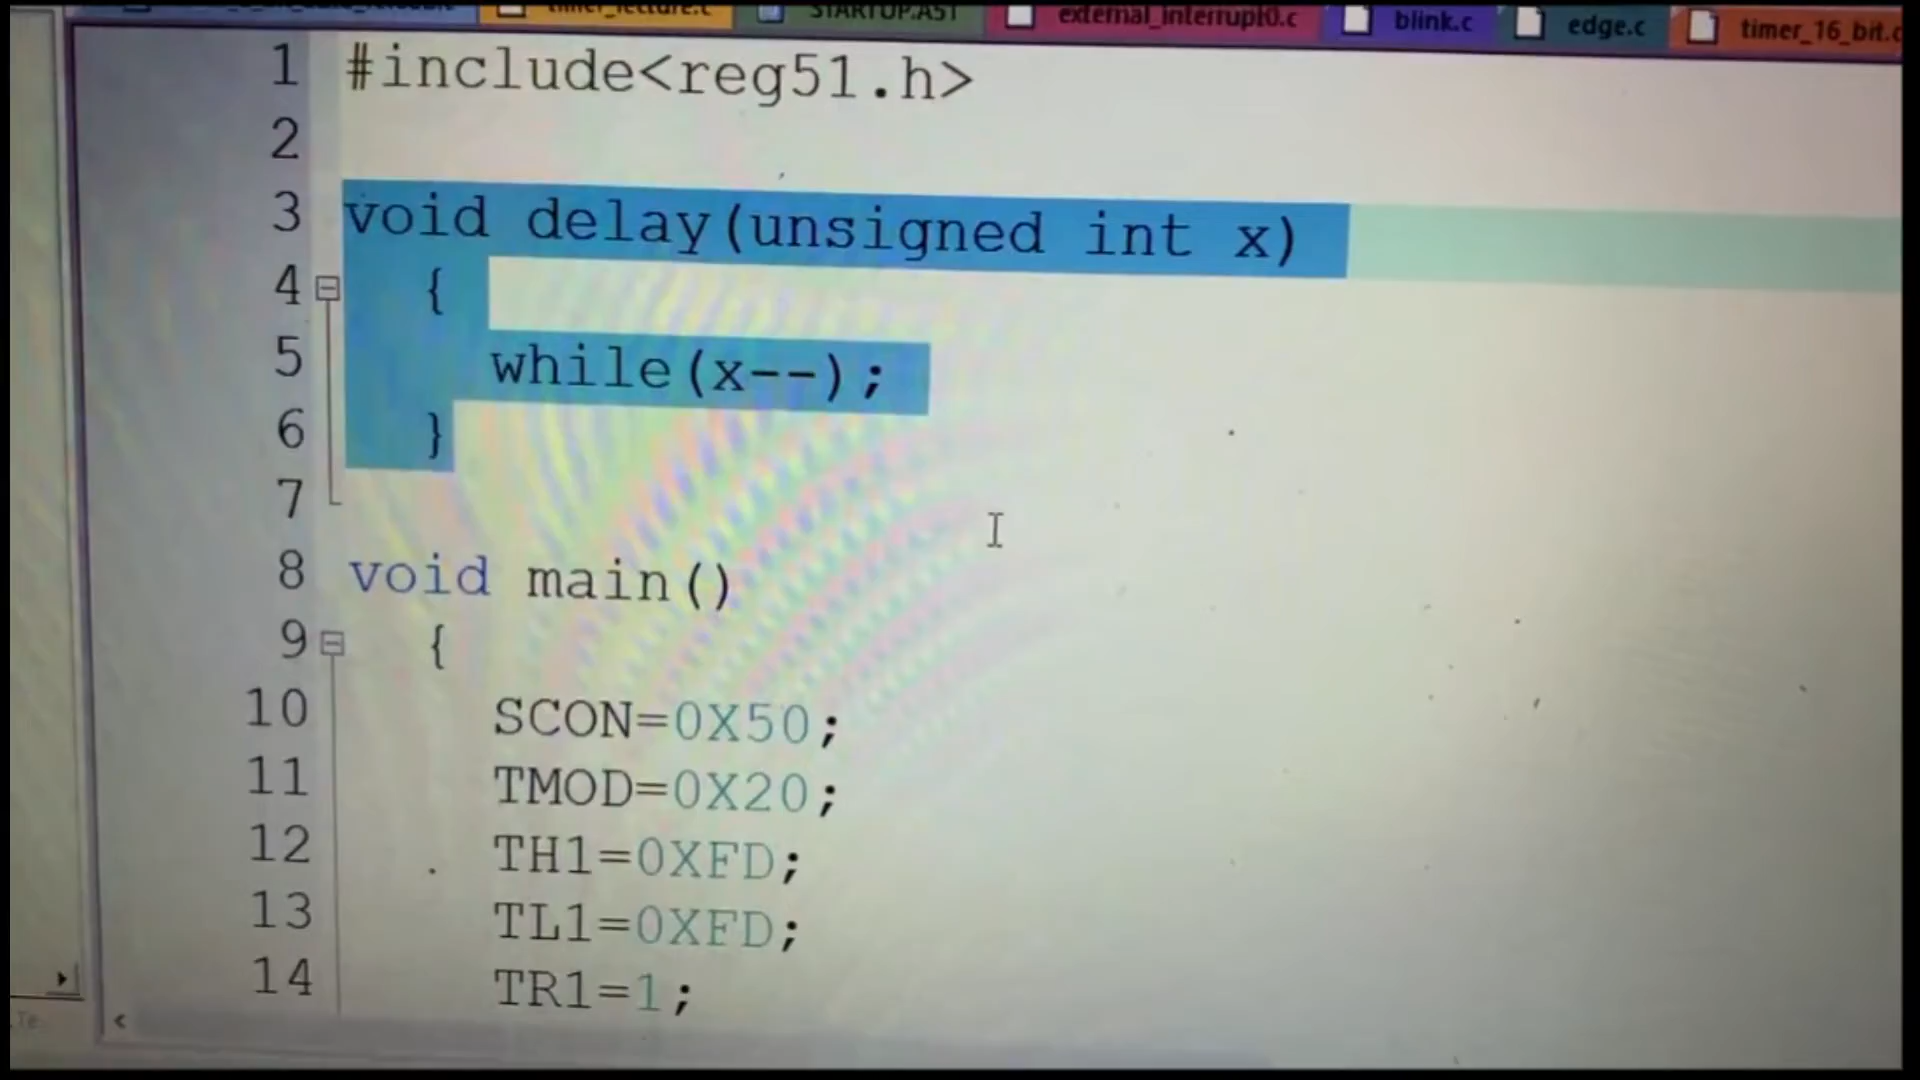 timer_lecture.c STARTUP.A51 external_interrupt0.c blink.c edge.c timer_16_bit.c
1 #include<reg51.h>
2
3 void delay(unsigned int x)
4 {
5 while(x--);
6 }
7
8 void main()
9 {
10 SCON=0X50;
11 TMOD=0X20;
12 TH1=0XFD;
13 TL1=0XFD;
14 TR1=1;